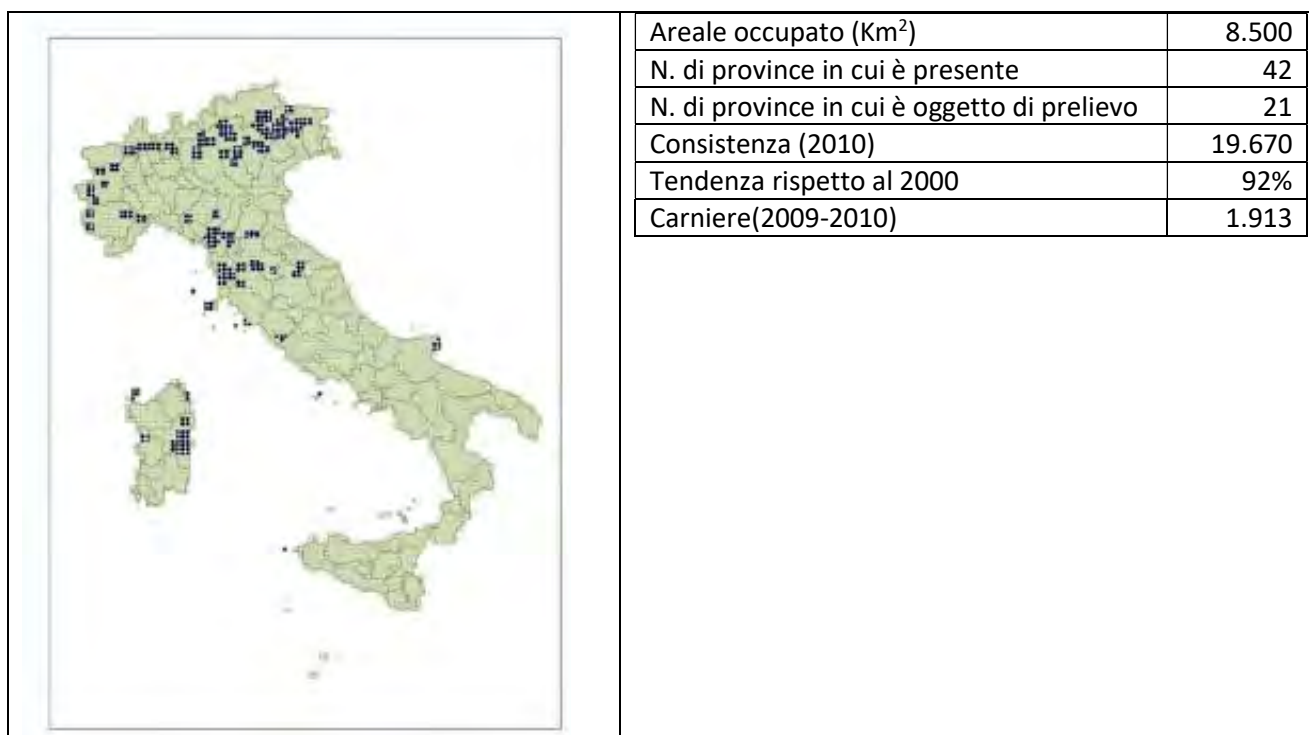 Areale occupato (Km²) 8.500
N. di province in cui è presente 42
N. di province in cui è oggetto di prelievo 21
Consistenza (2010) 19.670
Tendenza rispetto al 2000 92%
Carniere(2009-2010) 1.913